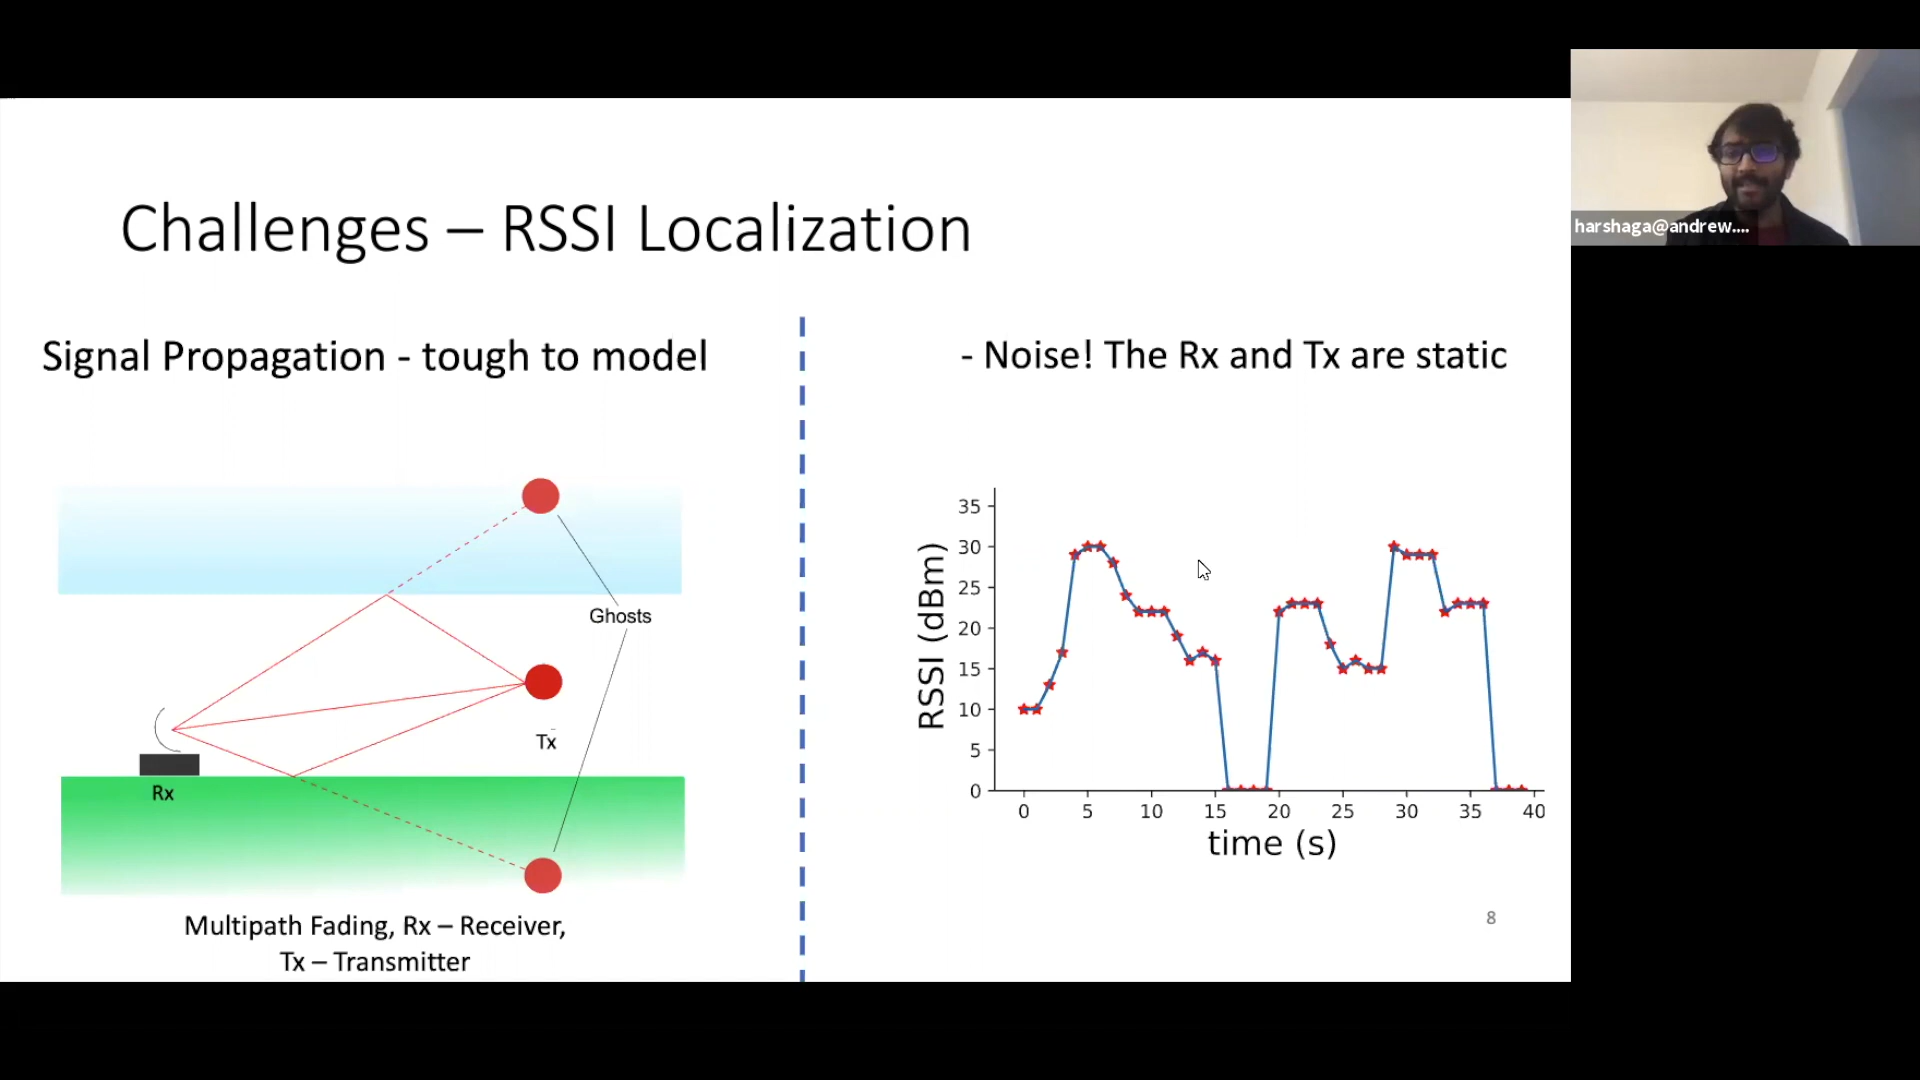 harshaga@andrew....
Challenges – RSSI Localization
Signal Propagation - tough to model
Ghosts
Tx
Rx
Multipath Fading, Rx – Receiver,
Tx – Transmitter
- Noise! The Rx and Tx are static
RSSI (dBm)
35
30
25
20
15
10
5
0
0 5 10 15 20 25 30 35 40
time (s)
8